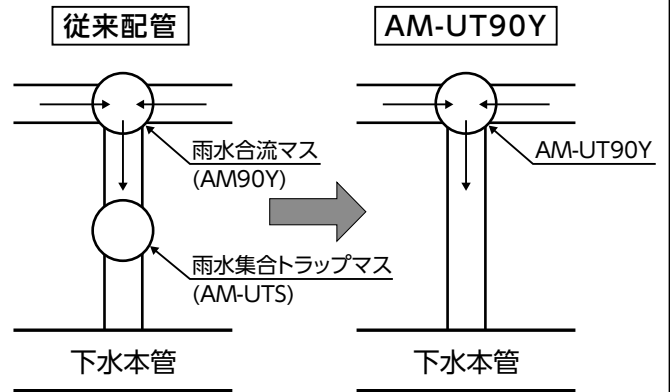 従来配管
AM-UT90Y
雨水合流マス
(AM90Y)
AM-UT90Y
雨水集合トラップマス
(AM-UTS)
下水本管
下水本管